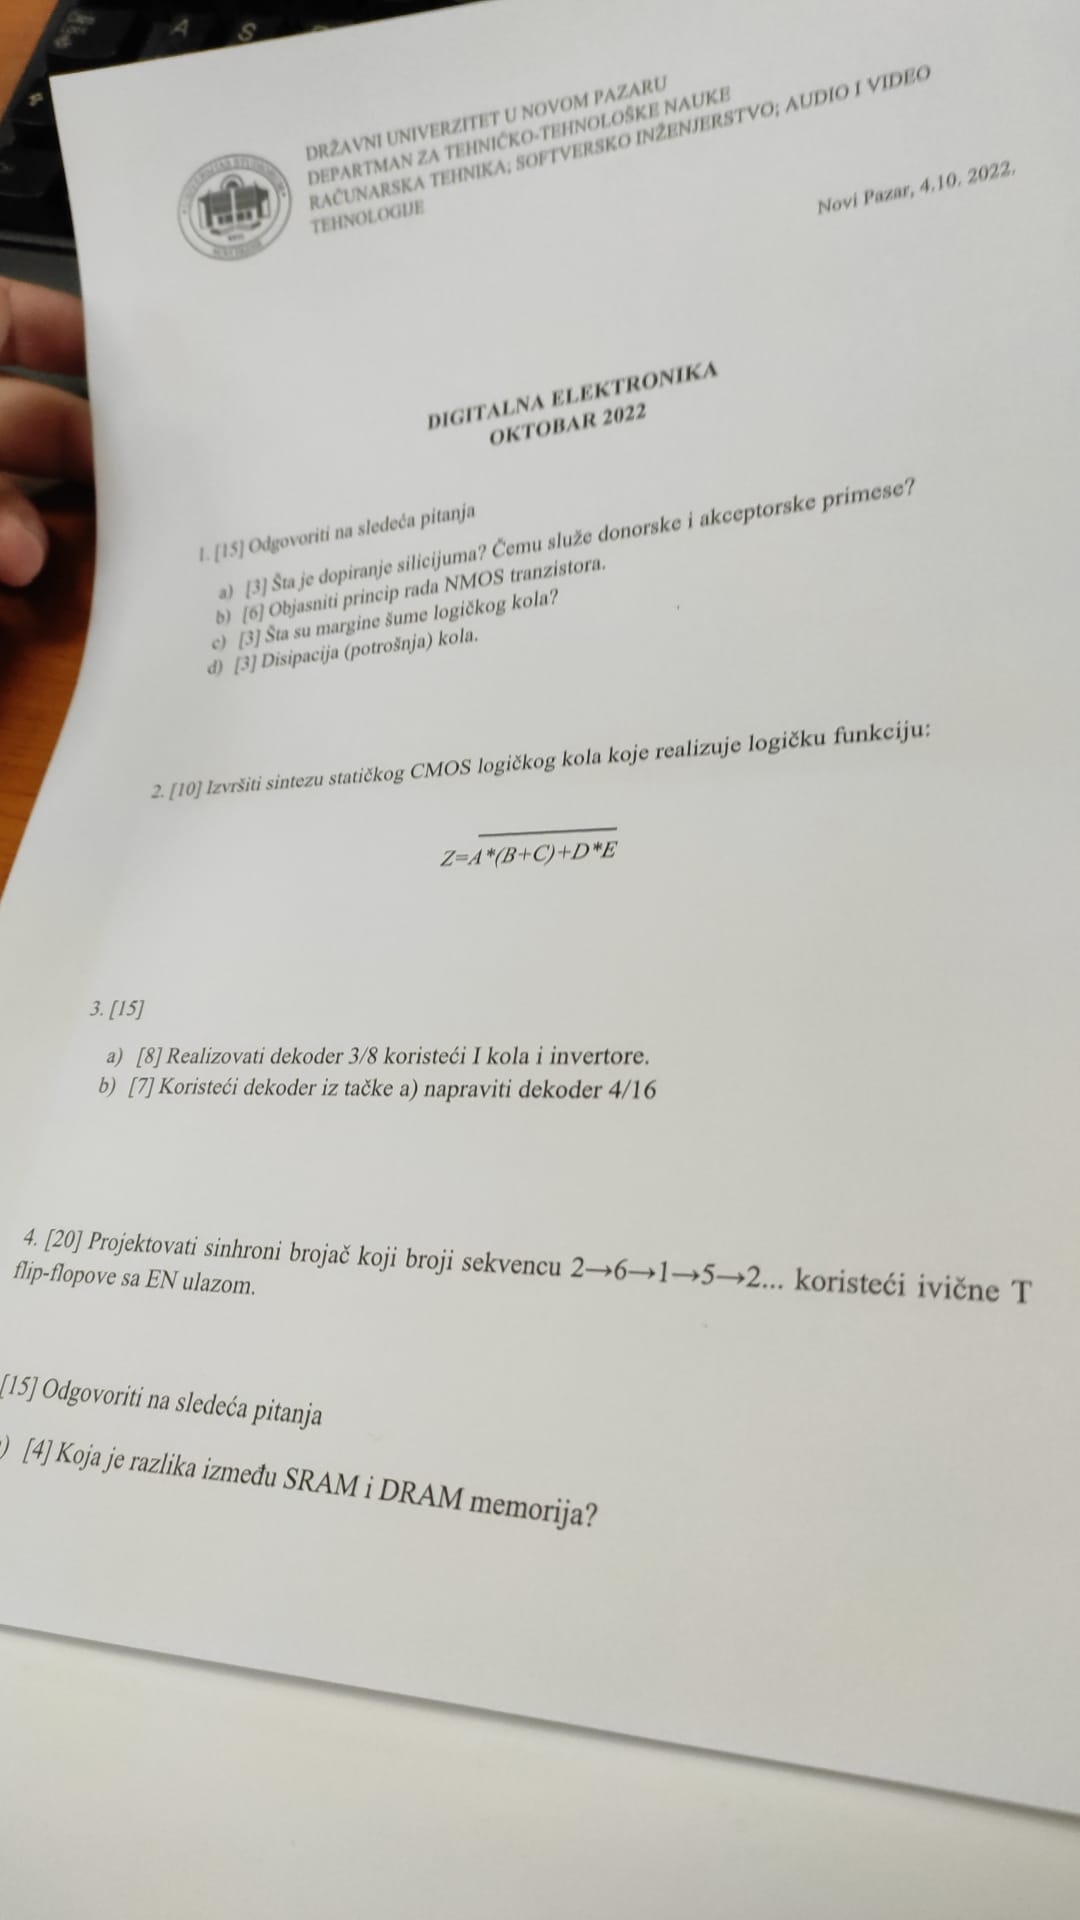 DRŽAVNI UNIVERZITET U NOVOM PAZARU
DEPARTMAN ZA TEHNIČKO-TEHNOLOŠKE NAUKE
RAČUNARSKA TEHNIKA; SOFTVERSKO INŽENJERSTVO; AUDIO I VIDEO
TEHNOLOGIJE
Novi Pazar, 4.10. 2022.
DIGITALNA ELEKTRONIKA
OKTOBAR 2022
1. [15] Odgovoriti na sledeća pitanja
a) [3] Šta je dopiranje silicijuma? Čemu služe donorske i akceptorske primese?
b) [6] Objasniti princip rada NMOS tranzistora.
c) [3] Šta su margine šume logičkog kola?
d) [3] Disipacija (potrošnja) kola.
2. [10] Izvršiti sintezu statičkog CMOS logičkog kola koje realizuje logičku funkciju:
Z=A*(B+C)+D*E
3. [15]
a) [8] Realizovati dekoder 3/8 koristeći I kola i invertore.
b) [7] Koristeći dekoder iz tačke a) napraviti dekoder 4/16
4. [20] Projektovati sinhroni brojač koji broji sekvencu 2→6→1→5→2... koristeći ivične T
flip-flopove sa EN ulazom.
[15] Odgovoriti na sledeća pitanja
) [4] Koja je razlika između SRAM i DRAM memorija?
A
S